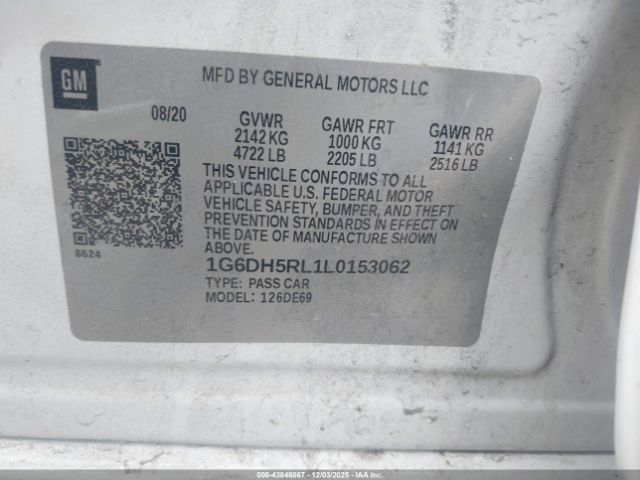 GM
MFD BY GENERAL MOTORS LLC
08/20
GVWR
2142 KG
4722 LB
GAWR FRT
1000 KG
2205 LB
GAWR RR
1141 KG
2516 LB
THIS VEHICLE CONFORMS TO ALL
APPLICABLE U.S. FEDERAL MOTOR
VEHICLE SAFETY, BUMPER, AND THEFT
PREVENTION STANDARDS IN EFFECT ON
THE DATE OF MANUFACTURE SHOWN
ABOVE.
8624
1G6DH5RL1L0153062
TYPE: PASS CAR
MODEL: 126DE69
000-43846867 - 12/03/2025 - IAAI.COM